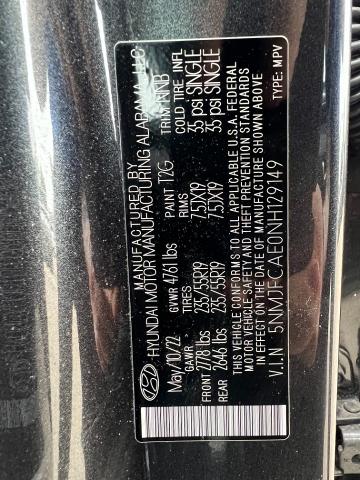 MANUFACTURED BY
HYUNDAI MOTOR MANUFACTURING ALABAMA, LLC
May/10/22 GVWR 4761 lbs PAINT T2G TRIM NNB
GAWR TIRES RIMS COLD TIRE INFL
FRONT 2778 lbs 235/55R19 7.5JX19 35 psi SINGLE
REAR 2646 lbs 235/55R19 7.5JX19 35 psi SINGLE
THIS VEHICLE CONFORMS TO ALL APPLICABLE U.S.A. FEDERAL
MOTOR VEHICLE SAFETY AND THEFT PREVENTION STANDARDS
IN EFFECT ON THE DATE OF MANUFACTURE SHOWN ABOVE
V.I.N 5NMJFCAE0NH129149 TYPE: MPV